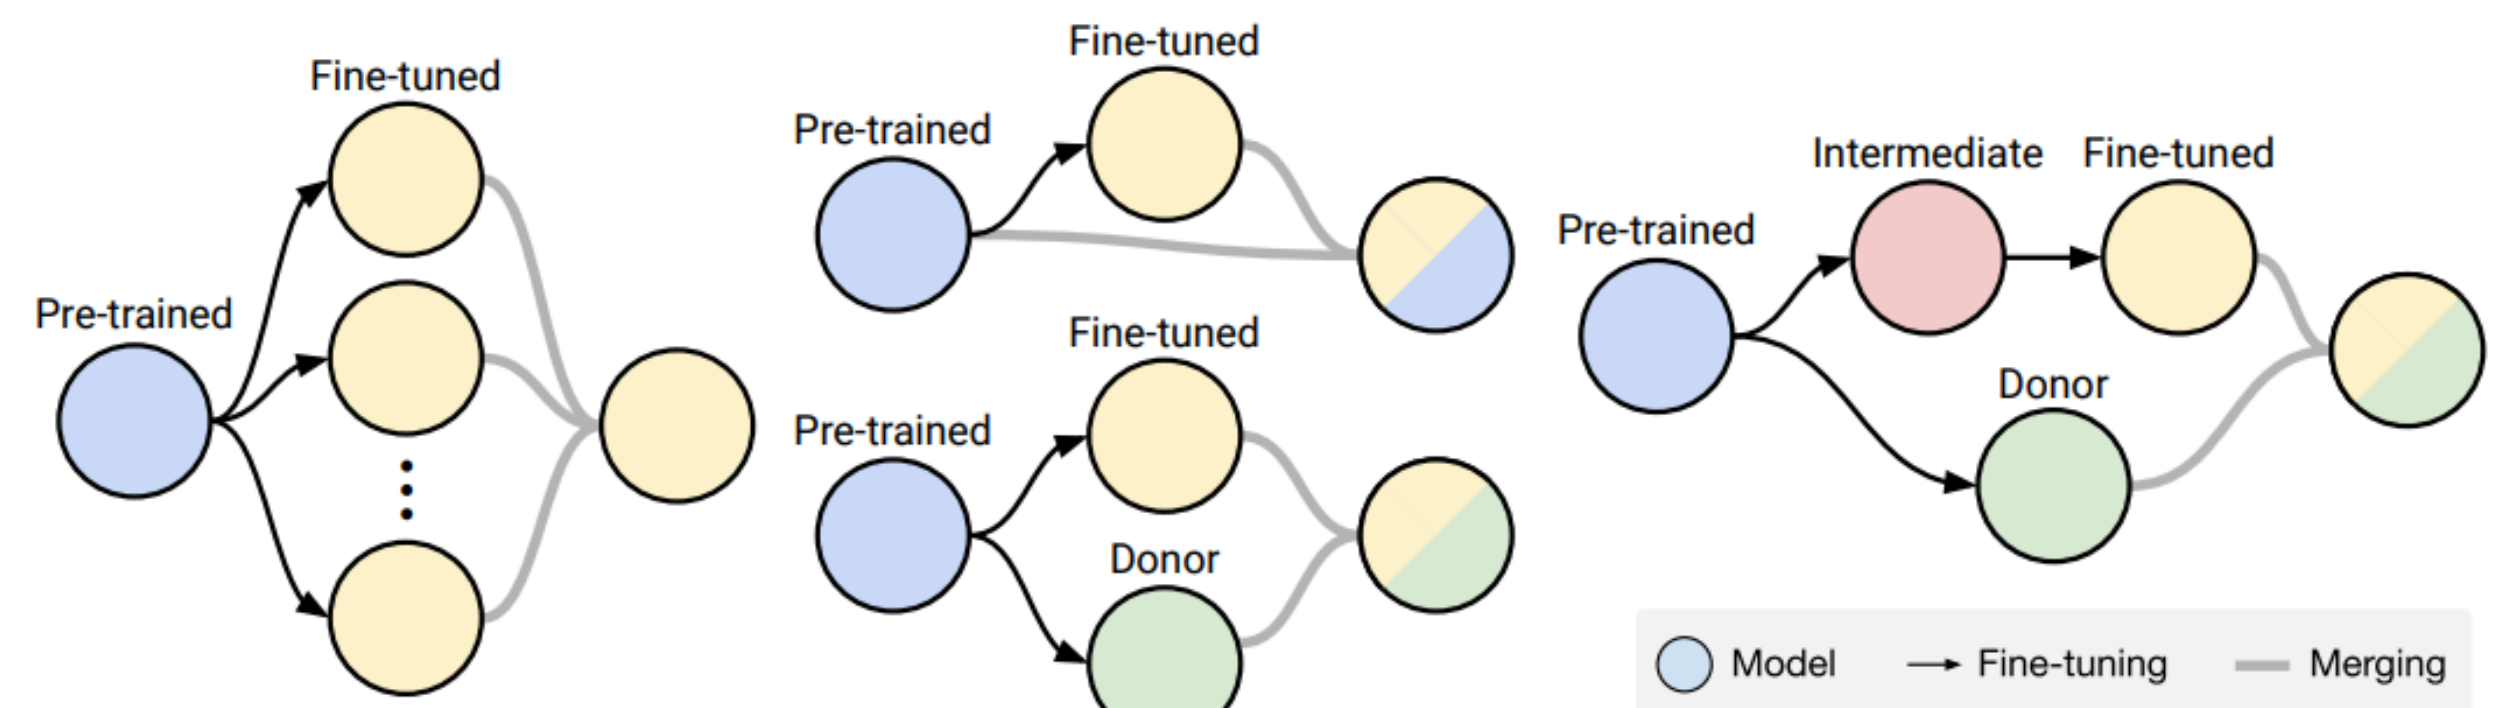 Fine-tuned
Pre-trained
Fine-tuned
Pre-trained
Fine-tuned
Pre-trained
Donor
Intermediate
Fine-tuned
Pre-trained
Donor
Model
Fine-tuning
Merging